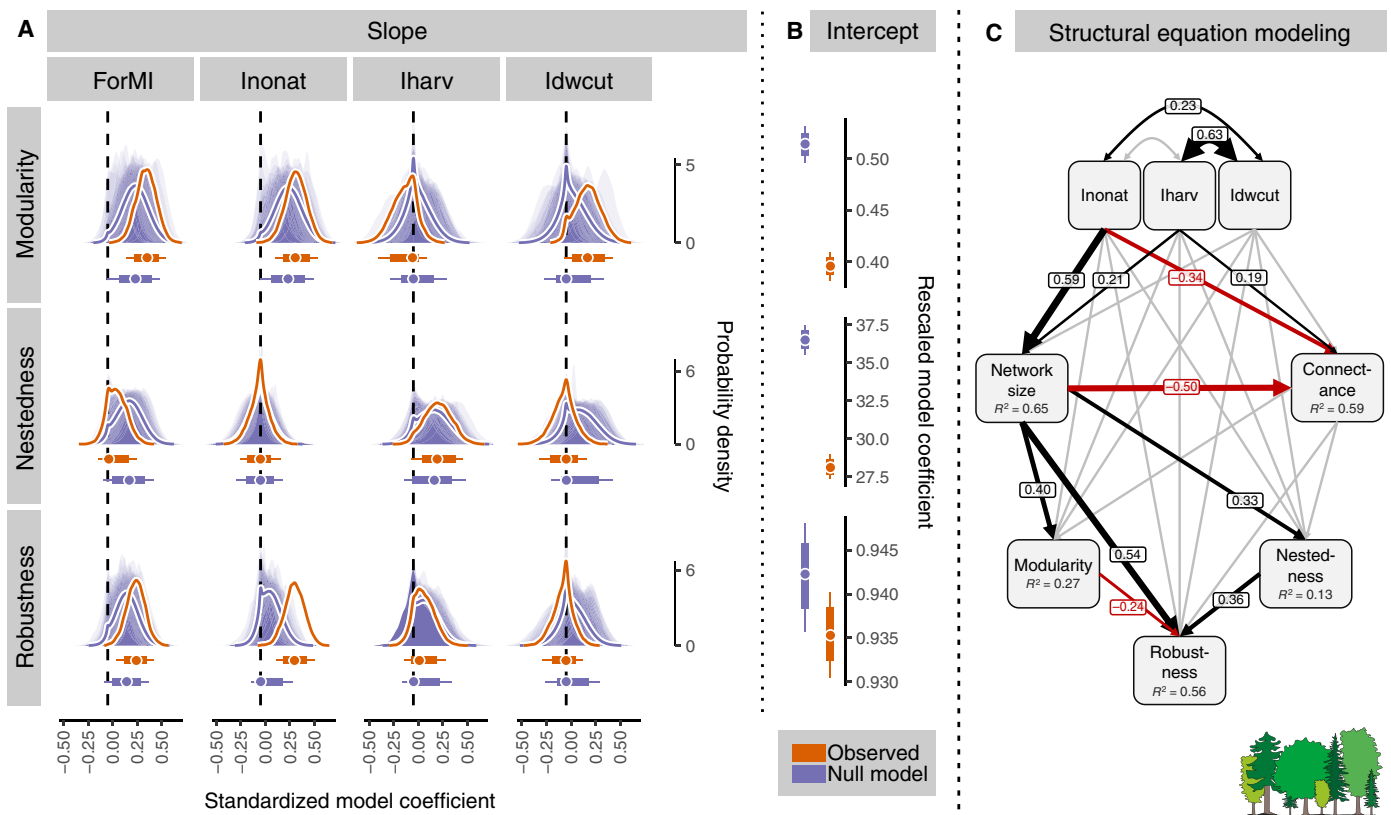 A
Slope
ForMI
Inonat
Iharv
Idwcut
Modularity
5
0
Nestedness
6
0
Robustness
6
0
Probability density
−0.50
−0.25
0.00
0.25
0.50
−0.50
−0.25
0.00
0.25
0.50
−0.50
−0.25
0.00
0.25
0.50
−0.50
−0.25
0.00
0.25
0.50
Standardized model coefficient
B
Intercept
0.50
0.45
0.40
37.5
35.0
32.5
30.0
27.5
0.945
0.940
0.935
0.930
Rescaled model coefficient
Observed
Null model
C
Structural equation modeling
0.23
0.63
Inonat
Iharv
Idwcut
0.59
0.21
−0.34
0.19
Network
size
R² = 0.65
−0.50
Connect-
ance
R² = 0.59
0.40
0.33
0.54
Modularity
R² = 0.27
Nested-
ness
R² = 0.13
−0.24
0.36
Robust-
ness
R² = 0.56